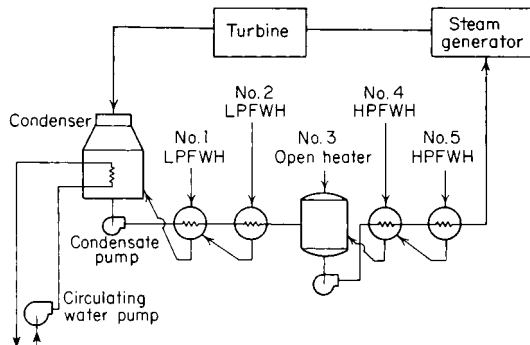 Turbine
Steam
generator
Condenser
No.1
LPFWH
No.2
LPFWH
No.3
Open heater
No.4
HPFWH
No.5
HPFWH
Condensate
pump
Circulating
water pump